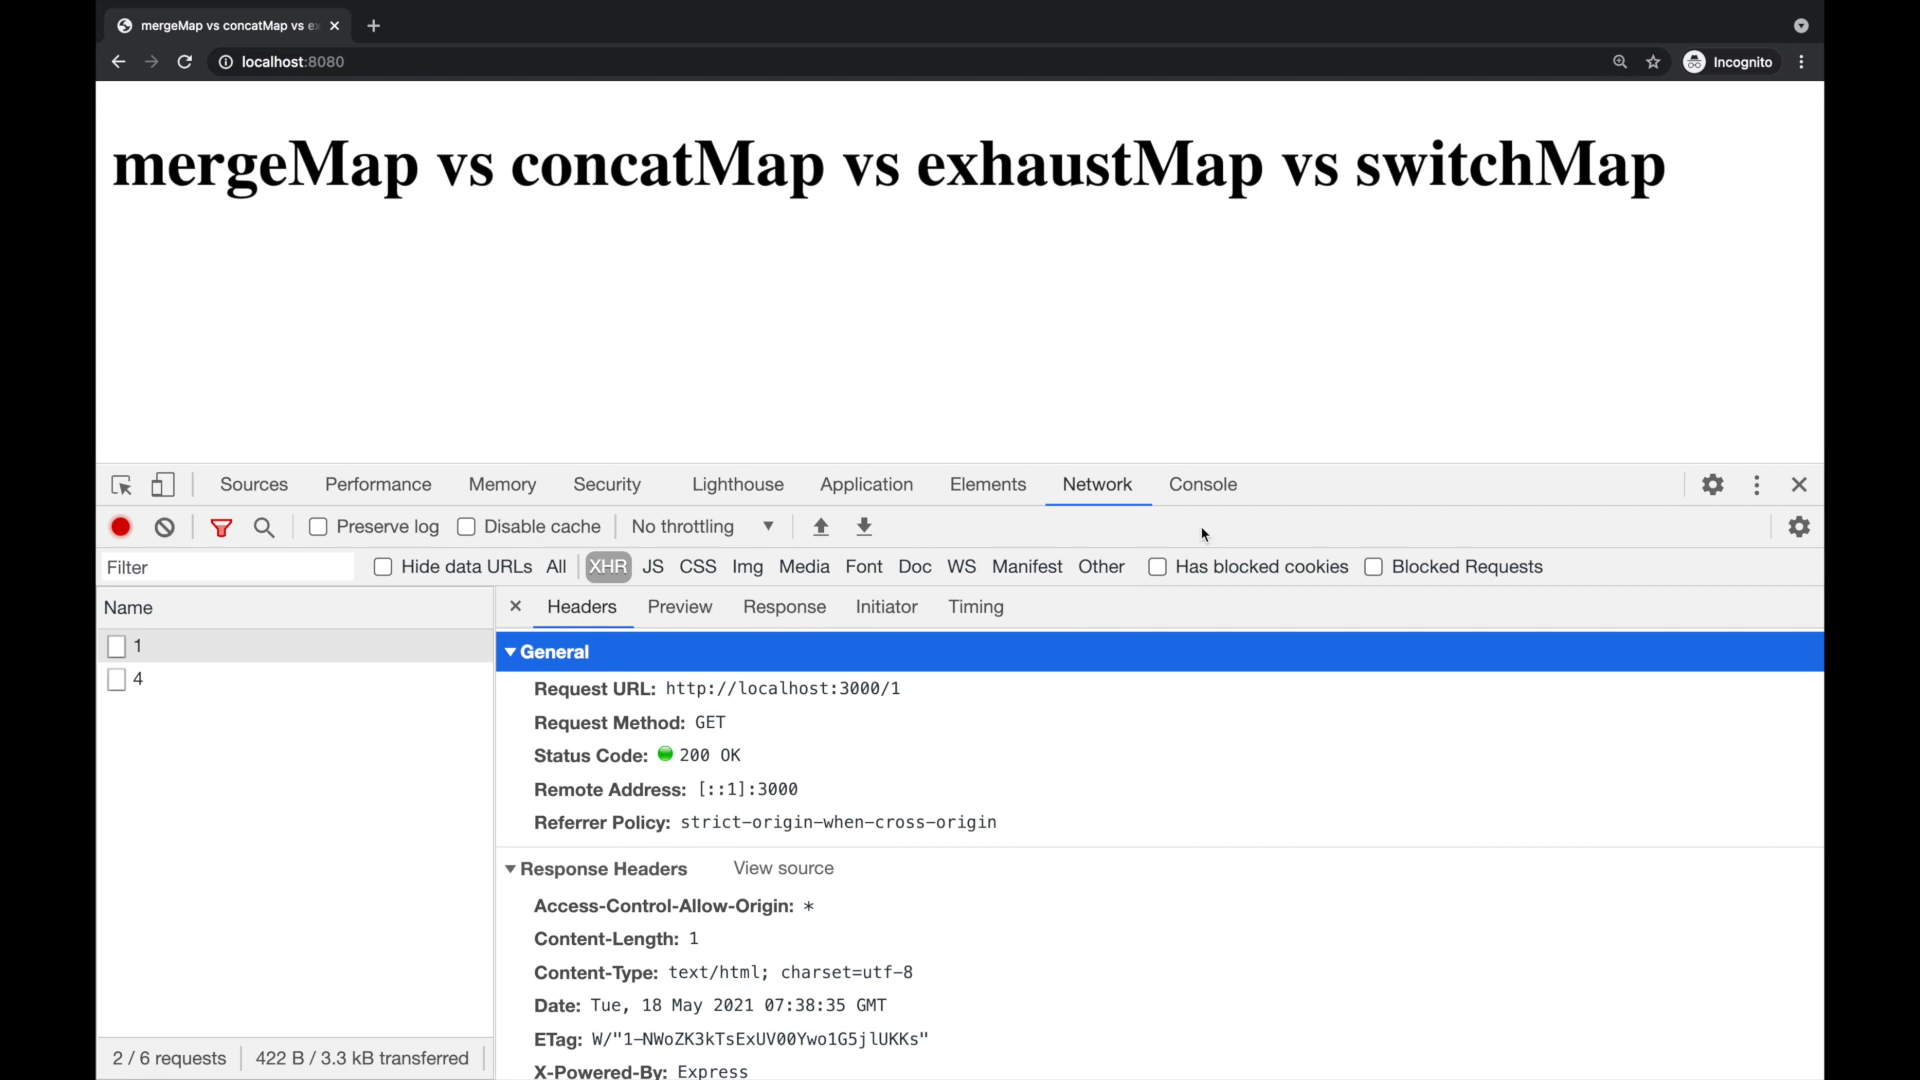 mergeMap vs concatMap vs ex
localhost:8080
Incognito
mergeMap vs concatMap vs exhaustMap vs switchMap
Sources Performance Memory Security Lighthouse Application Elements Network Console
Preserve log Disable cache No throttling
Filter Hide data URLs All XHR JS CSS Img Media Font Doc WS Manifest Other Has blocked cookies Blocked Requests
Name
Headers Preview Response Initiator Timing
1
4
General
Request URL: http://localhost:3000/1
Request Method: GET
Status Code: 200 OK
Remote Address: [::1]:3000
Referrer Policy: strict-origin-when-cross-origin
Response Headers View source
Access-Control-Allow-Origin: *
Content-Length: 1
Content-Type: text/html; charset=utf-8
Date: Tue, 18 May 2021 07:38:35 GMT
ETag: W/"1-NWoZK3kTsExUV00Ywo1G5jlUKKs"
X-Powered-By: Express
2 / 6 requests 422 B / 3.3 kB transferred